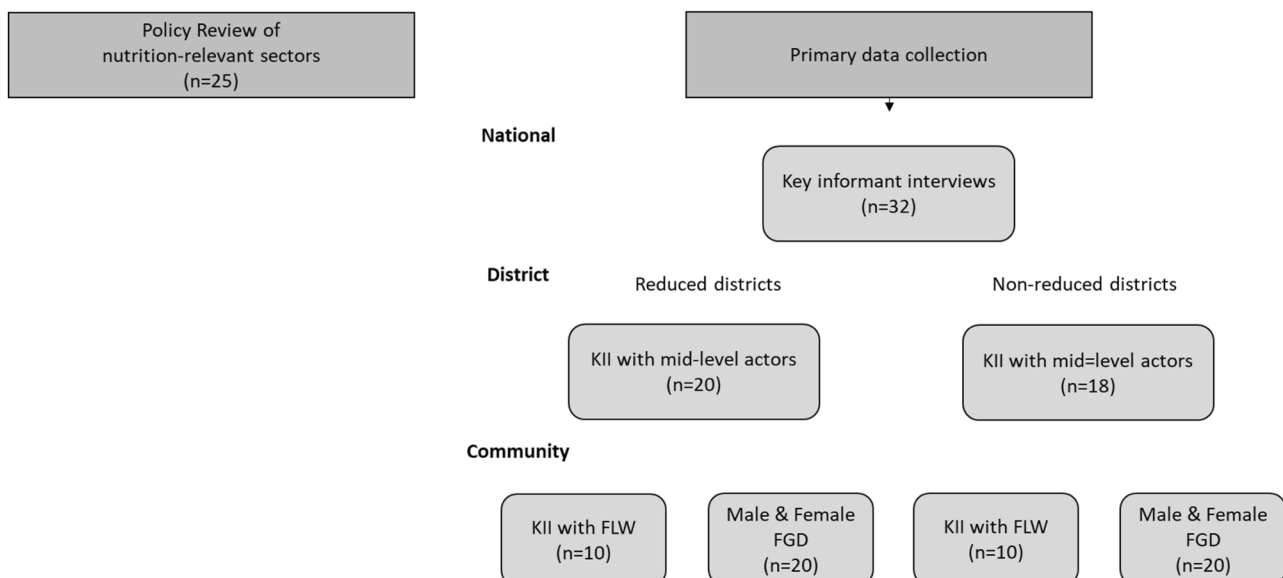 Policy Review of
nutrition-relevant sectors
(n=25)
Primary data collection
National
Key informant interviews
(n=32)
District
Reduced districts
Non-reduced districts
KII with mid-level actors
(n=20)
KII with mid=level actors
(n=18)
Community
KII with FLW
(n=10)
Male & Female
FGD
(n=20)
KII with FLW
(n=10)
Male & Female
FGD
(n=20)